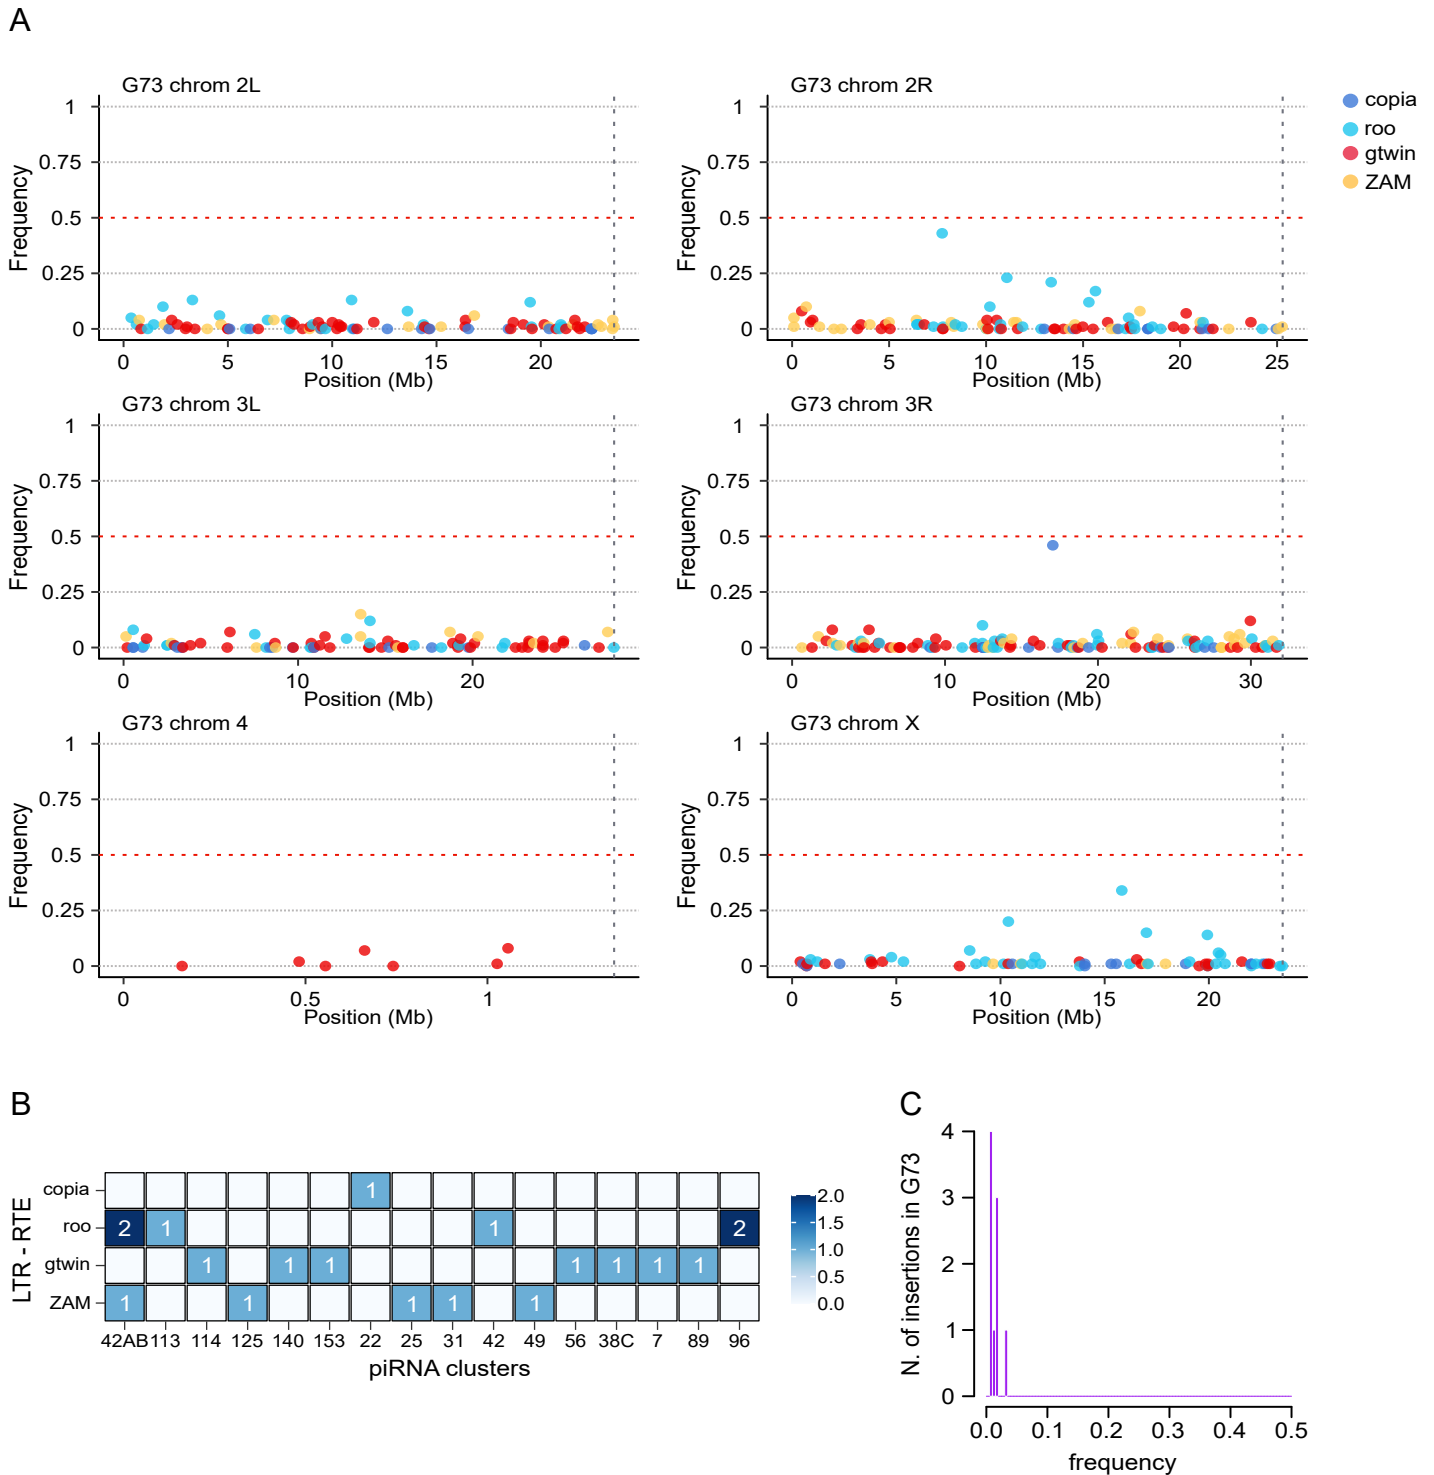 A
G73 chrom 2L
1
0.75
0.5
0.25
0
Frequency
0 5 10 15 20
Position (Mb)
G73 chrom 2R
1
0.75
0.5
0.25
0
Frequency
0 5 10 15 20 25
Position (Mb)
copia
roo
gtwin
ZAM
G73 chrom 3L
1
0.75
0.5
0.25
0
Frequency
0 10 20
Position (Mb)
G73 chrom 3R
1
0.75
0.5
0.25
0
Frequency
0 10 20 30
Position (Mb)
G73 chrom 4
1
0.75
0.5
0.25
0
Frequency
0 0.5 1
Position (Mb)
G73 chrom X
1
0.75
0.5
0.25
0
Frequency
0 5 10 15 20
Position (Mb)
B
LTR - RTE
copia 1
roo 2 1 1 2
gtwin 1 1 1 1 1 1 1
ZAM 1 1 1 1 1
42AB 113 114 125 140 153 22 25 31 42 49 56 38C 7 89 96
piRNA clusters
2.0
1.5
1.0
0.5
0.0
C
N. of insertions in G73
4
3
2
1
0
0.0 0.1 0.2 0.3 0.4 0.5
frequency